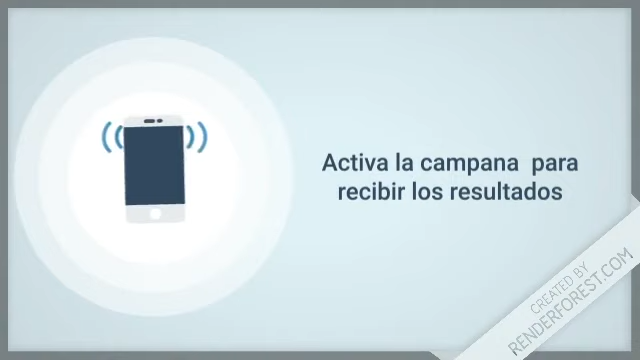 Activa la campana  para
recibir los resultados
CREATED BY
RENDERFOREST.COM